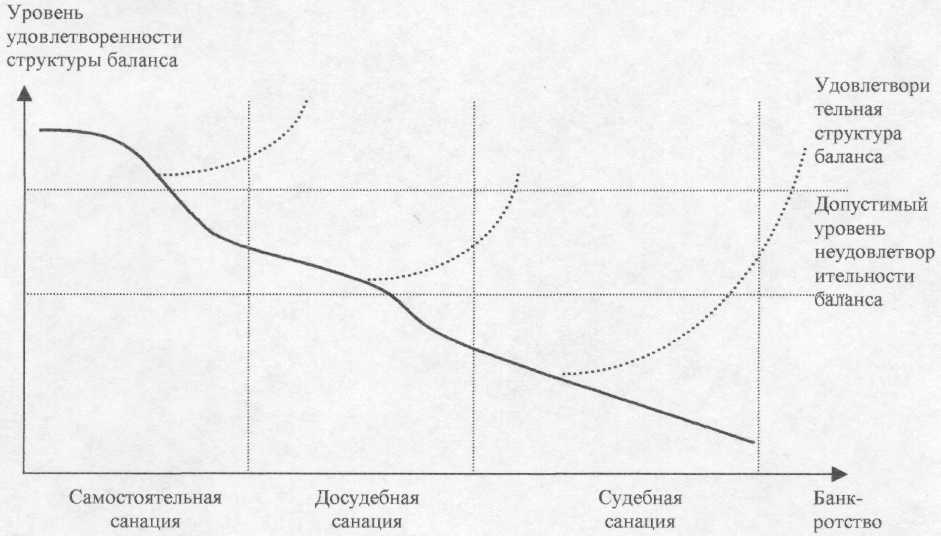 Уровень
удовлетворенности
структуры баланса
Удовлетвори
тельная
структура
баланса
Допустимый
уровень
неудовлетвор
ительности
баланса
Самостоятельная
санация
Досудебная
санация
Судебная
санация
Банк-
ротство